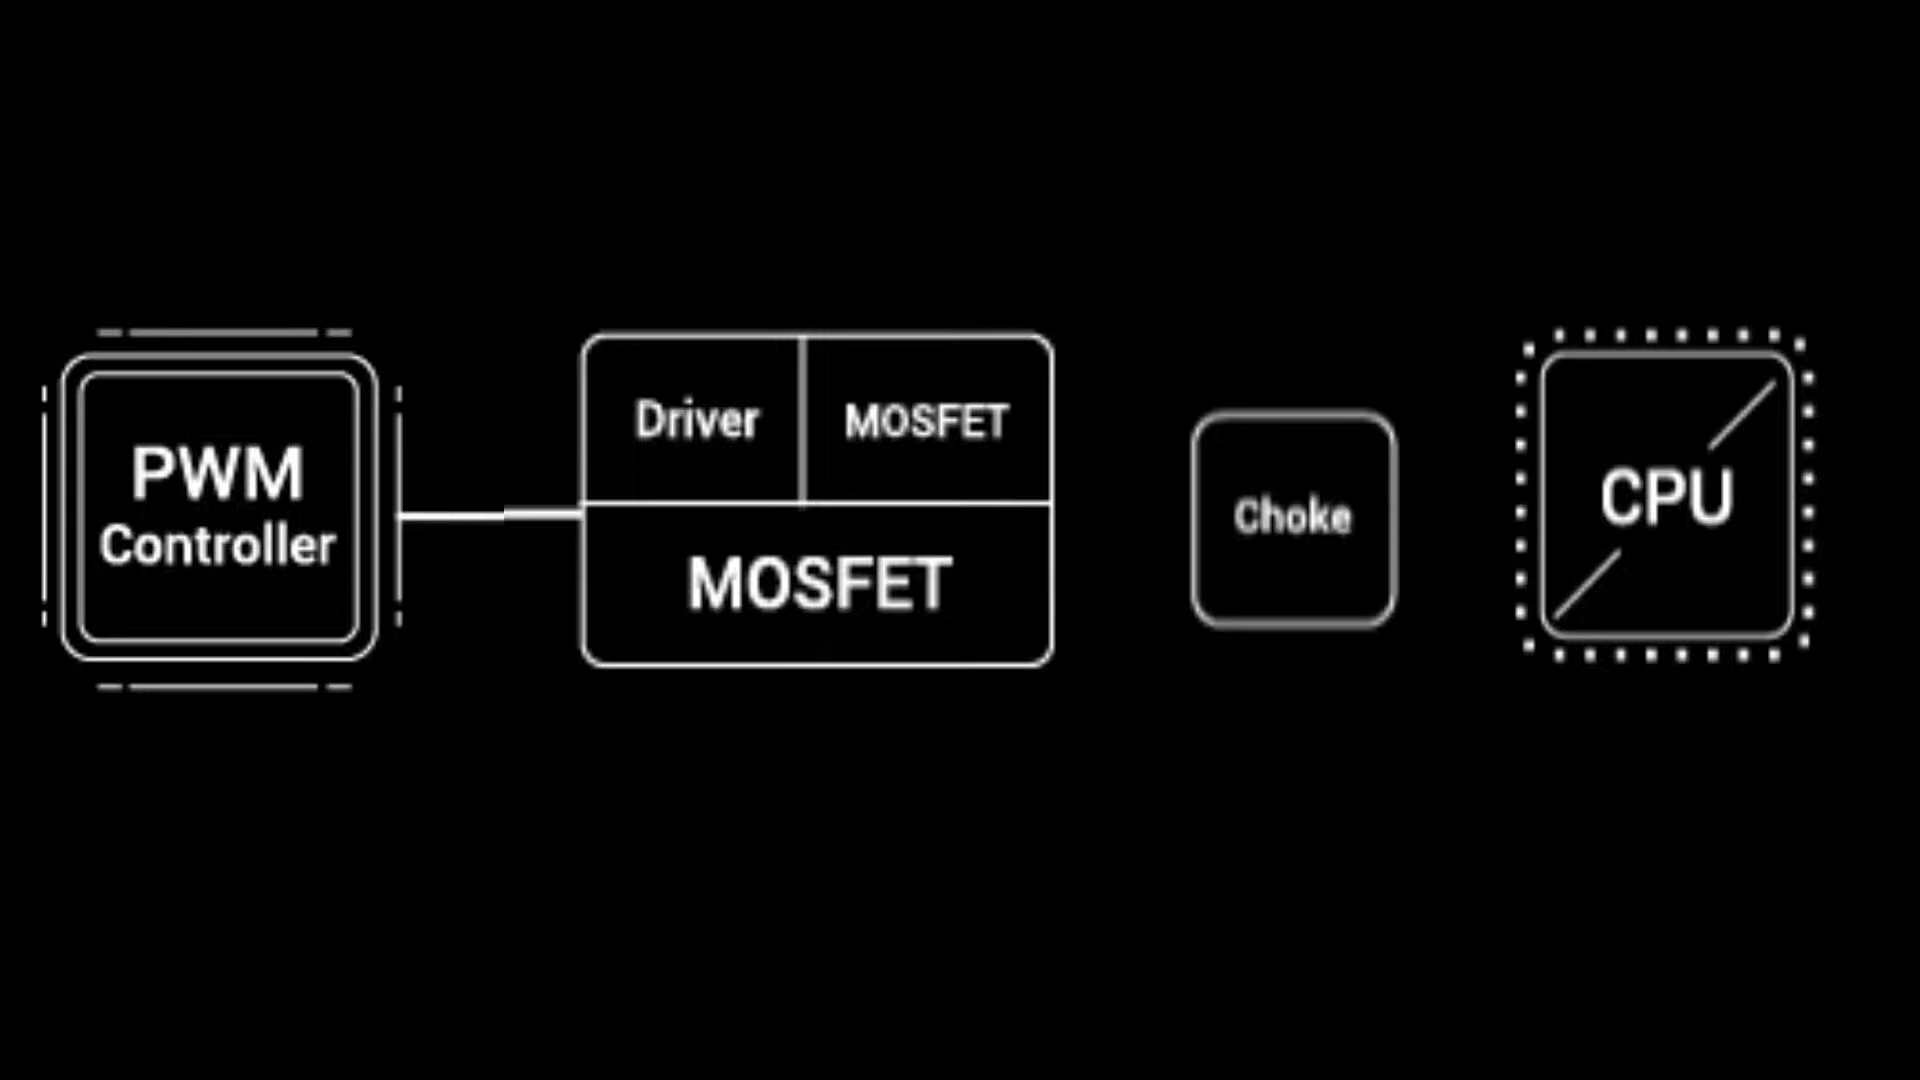 PWM
Controller
Driver
MOSFET
MOSFET
Choke
CPU